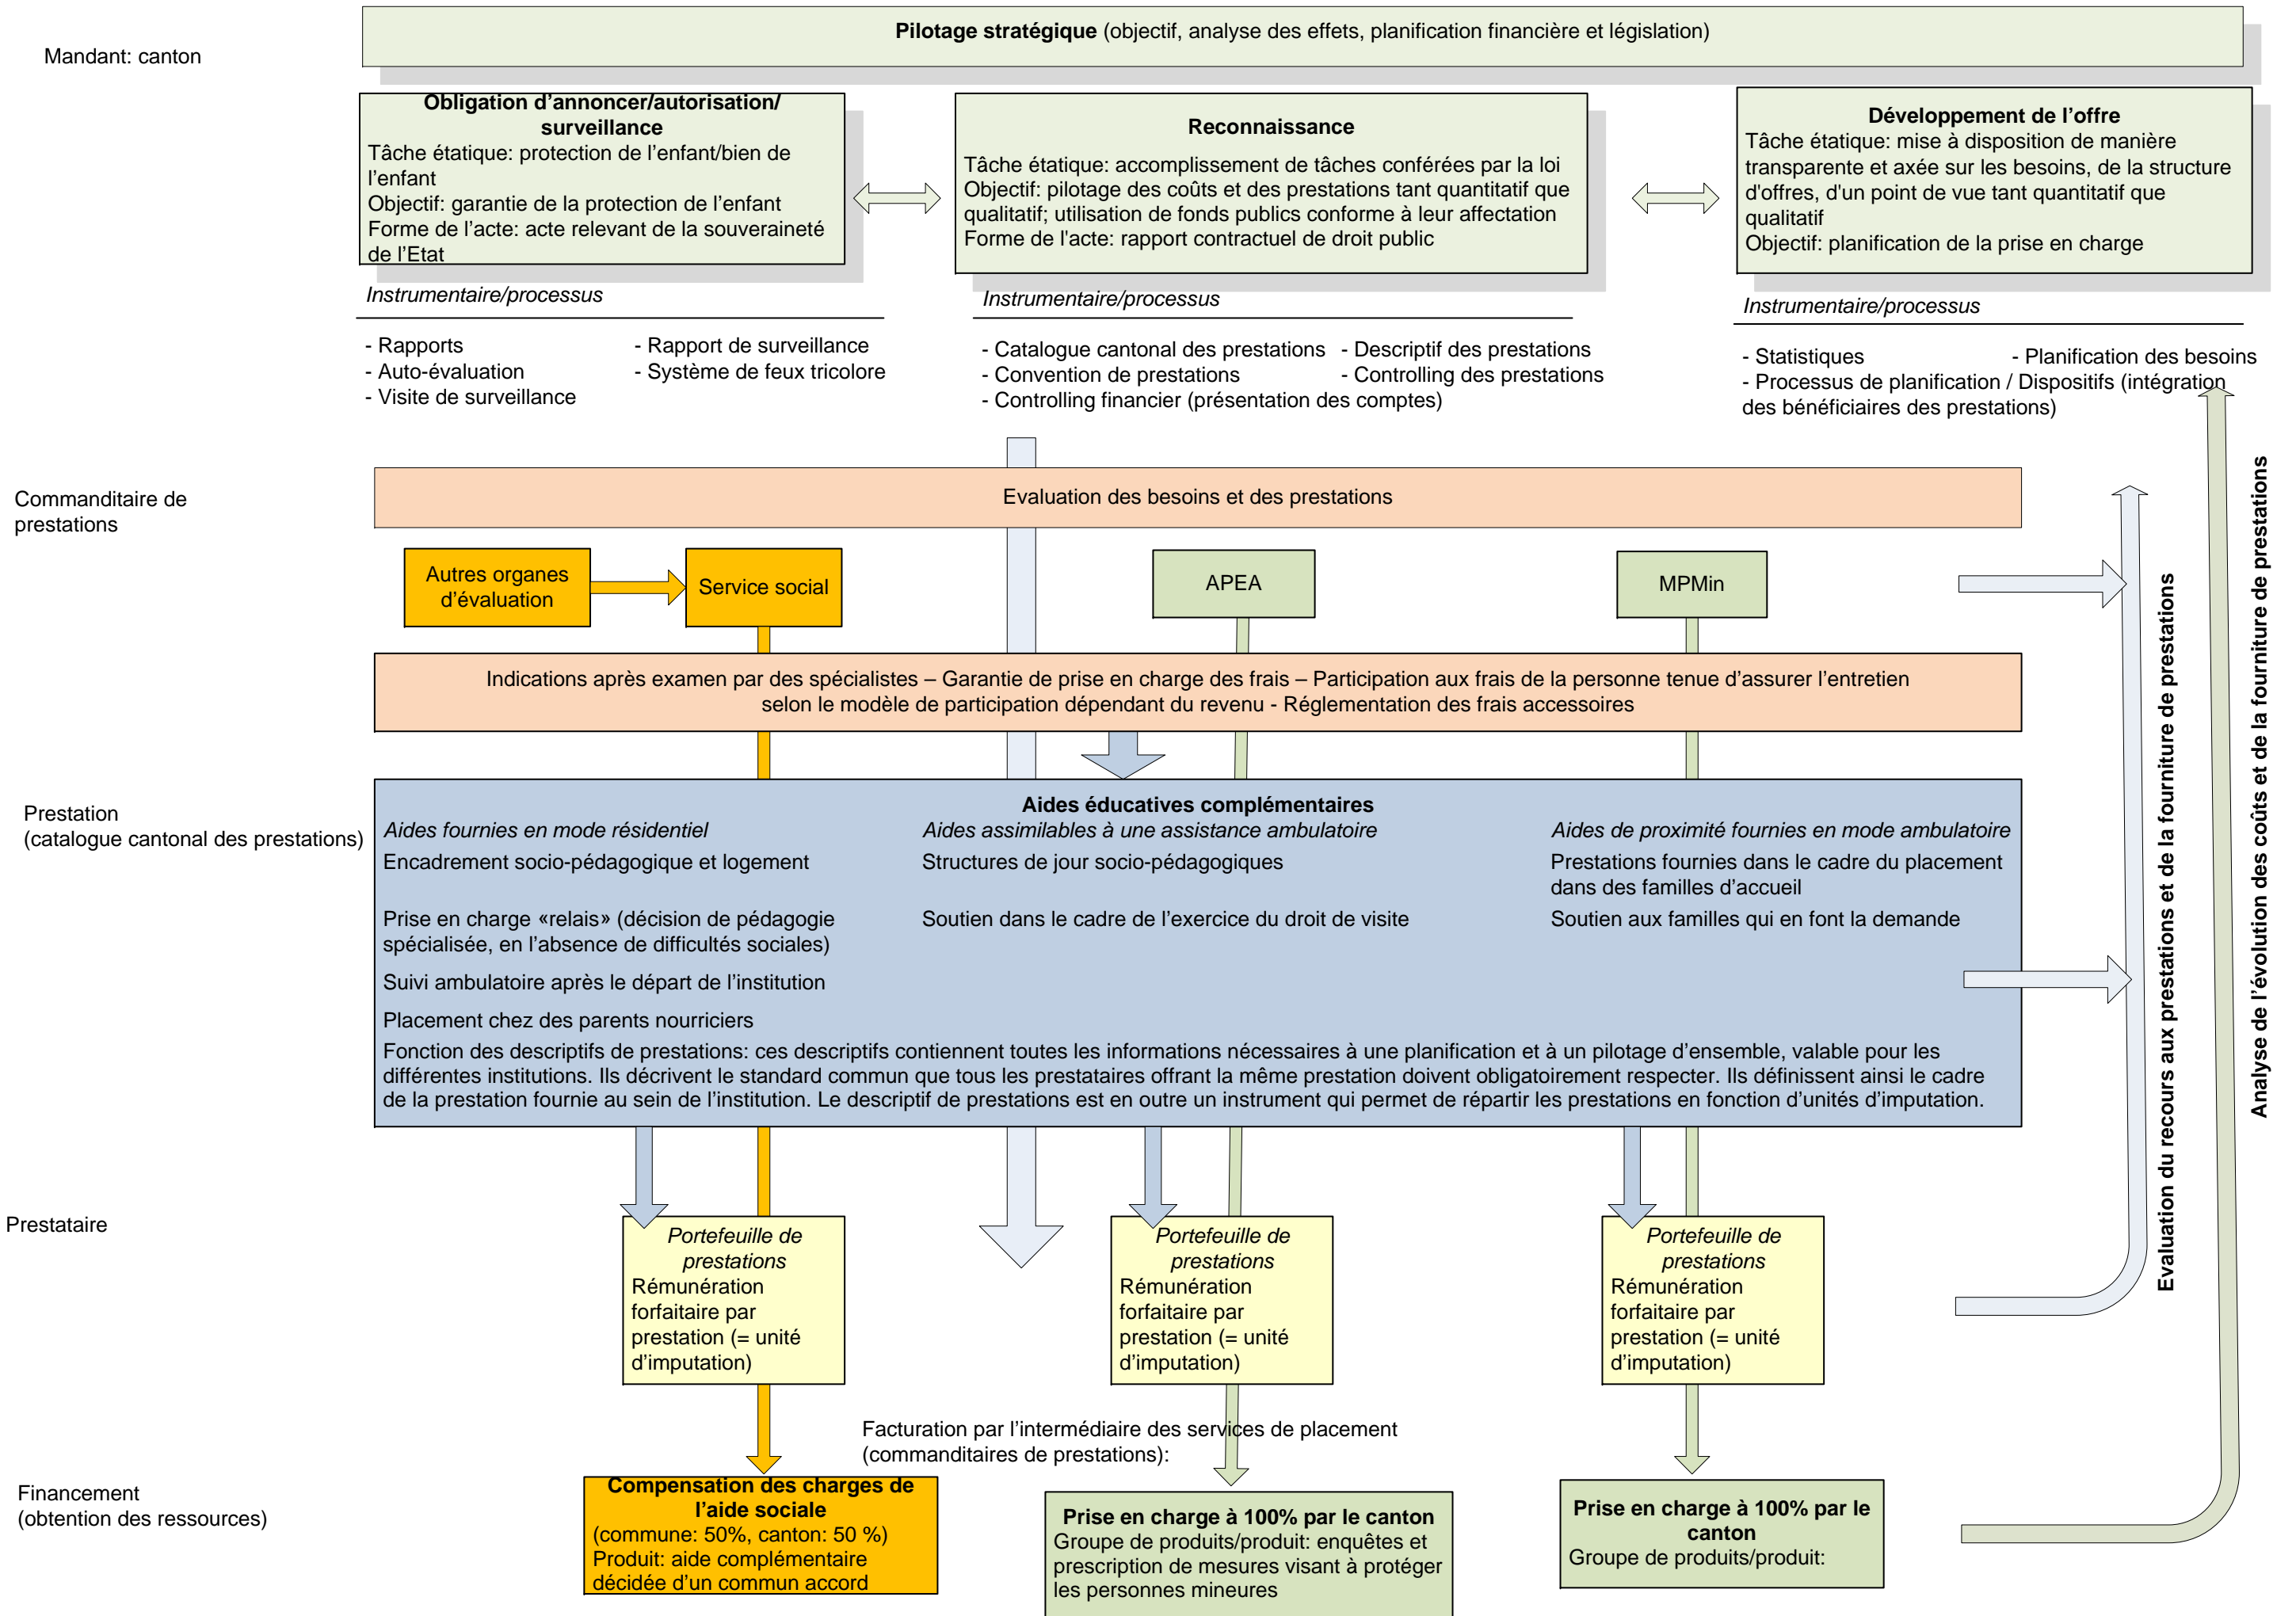 Mandant: canton
Pilotage stratégique (objectif, analyse des effets, planification financière et législation)
Obligation d’annoncer/autorisation/
surveillance
Tâche étatique: protection de l’enfant/bien de
l’enfant
Objectif: garantie de la protection de l’enfant
Forme de l’acte: acte relevant de la souveraineté
de l’Etat
Reconnaissance
Tâche étatique: accomplissement de tâches conférées par la loi
Objectif: pilotage des coûts et des prestations tant quantitatif que
qualitatif; utilisation de fonds publics conforme à leur affectation
Forme de l'acte: rapport contractuel de droit public
Développement de l’offre
Tâche étatique: mise à disposition de manière
transparente et axée sur les besoins, de la structure
d'offres, d'un point de vue tant quantitatif que
qualitatif
Objectif: planification de la prise en charge
Instrumentaire/processus
- Rapports
- Auto-évaluation
- Visite de surveillance
- Rapport de surveillance
- Système de feux tricolore
Instrumentaire/processus
- Catalogue cantonal des prestations
- Descriptif des prestations
- Convention de prestations
- Controlling des prestations
- Controlling financier (présentation des comptes)
Instrumentaire/processus
- Statistiques
- Planification des besoins
- Processus de planification / Dispositifs (intégration
des bénéficiaires des prestations)
Commanditaire de
prestations
Evaluation des besoins et des prestations
Autres organes
d’évaluation
Service social
APEA
MPMin
Indications après examen par des spécialistes – Garantie de prise en charge des frais – Participation aux frais de la personne tenue d’assurer l’entretien
selon le modèle de participation dépendant du revenu - Réglementation des frais accessoires
Prestation
(catalogue cantonal des prestations)
Aides éducatives complémentaires
Aides fournies en mode résidentiel
Encadrement socio-pédagogique et logement
Prise en charge «relais» (décision de pédagogie
spécialisée, en l’absence de difficultés sociales)
Suivi ambulatoire après le départ de l’institution
Placement chez des parents nourriciers
Aides assimilables à une assistance ambulatoire
Structures de jour socio-pédagogiques
Soutien dans le cadre de l’exercice du droit de visite
Aides de proximité fournies en mode ambulatoire
Prestations fournies dans le cadre du placement
dans des familles d’accueil
Soutien aux familles qui en font la demande
Fonction des descriptifs de prestations: ces descriptifs contiennent toutes les informations nécessaires à une planification et à un pilotage d’ensemble, valable pour les
différentes institutions. Ils décrivent le standard commun que tous les prestataires offrant la même prestation doivent obligatoirement respecter. Ils définissent ainsi le cadre
de la prestation fournie au sein de l’institution. Le descriptif de prestations est en outre un instrument qui permet de répartir les prestations en fonction d’unités d’imputation.
Evaluation du recours aux prestations et de la fourniture de prestations
Analyse de l’évolution des coûts et de la fourniture de prestations
Prestataire
Portefeuille de
prestations
Rémunération
forfaitaire par
prestation (= unité
d’imputation)
Portefeuille de
prestations
Rémunération
forfaitaire par
prestation (= unité
d’imputation)
Portefeuille de
prestations
Rémunération
forfaitaire par
prestation (= unité
d’imputation)
Facturation par l’intermédiaire des services de placement
(commanditaires de prestations):
Financement
(obtention des ressources)
Compensation des charges de
l’aide sociale
(commune: 50%, canton: 50 %)
Produit: aide complémentaire
décidée d’un commun accord
Prise en charge à 100% par le canton
Groupe de produits/produit: enquêtes et
prescription de mesures visant à protéger
les personnes mineures
Prise en charge à 100% par le
canton
Groupe de produits/produit: